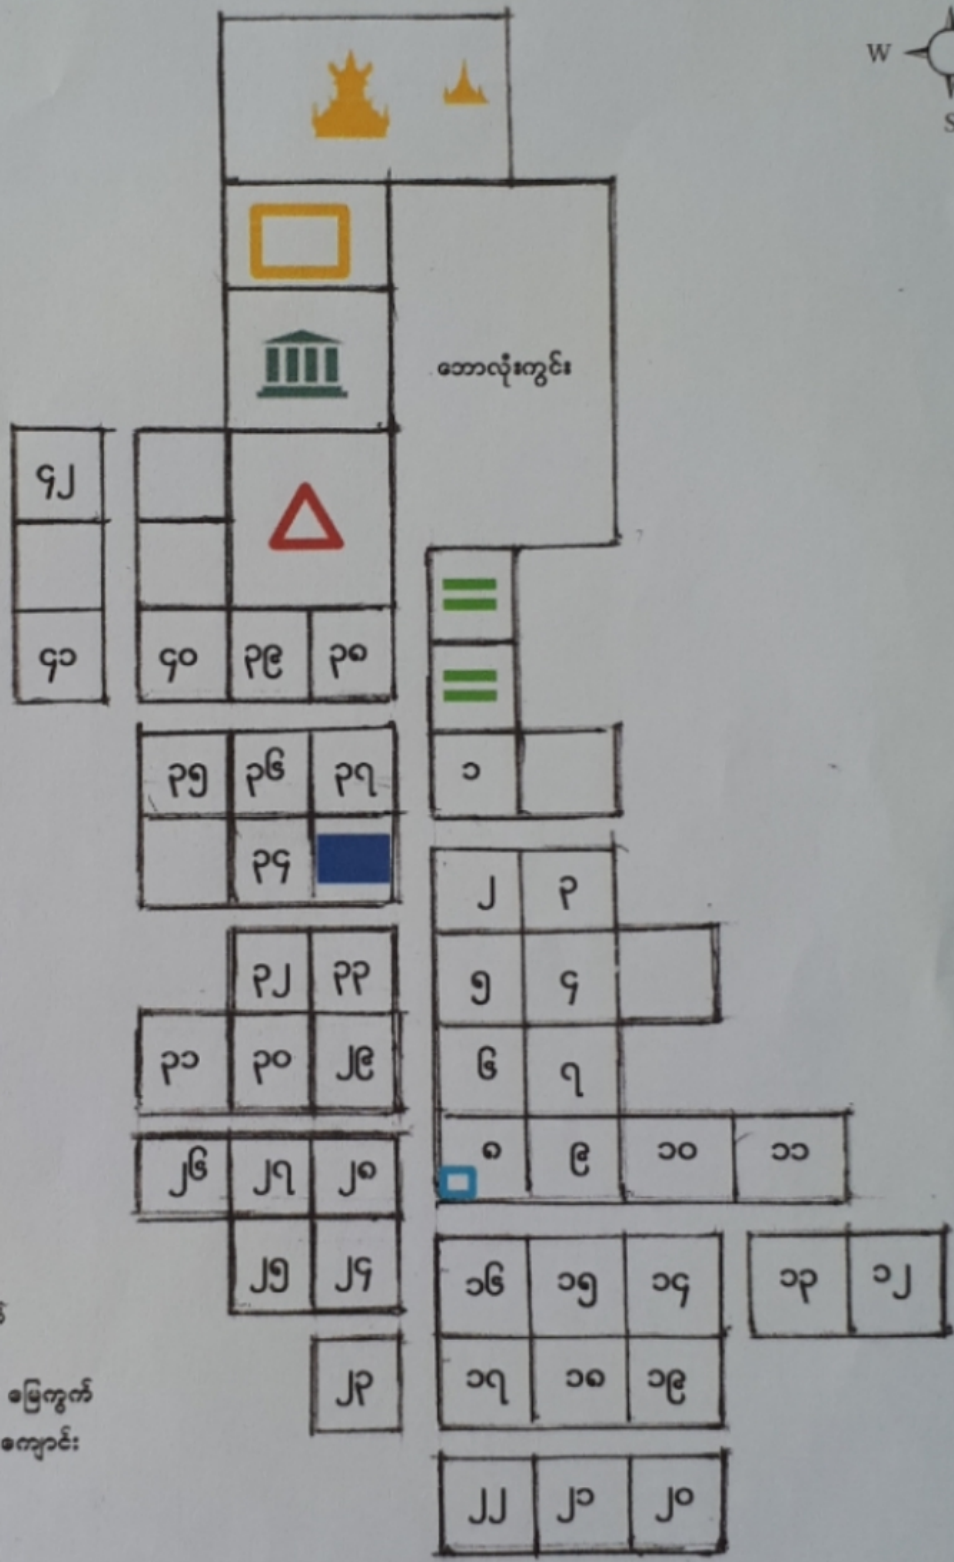 W
S
ဘောလုံးကွင်း
၄၂
၄၁ ၄၀ ၃၉ ၃၈
၃၅ ၃၆ ၃၇ ၁
၃၄
၂ ၃
၃၂ ၃၃ ၅ ၄
၃၁ ၃၀ ၂၉ ၆ ၇
၂၆ ၂၇ ၂၈ ၈ ၉ ၁၀ ၁၁
၂၅ ၂၄ ၁၆ ၁၅ ၁၄ ၁၃ ၁၂
၂၃ ၁၇ ၁၈ ၁၉
မြေကွက်
ကျောင်း
၂၂ ၂၁ ၂၀